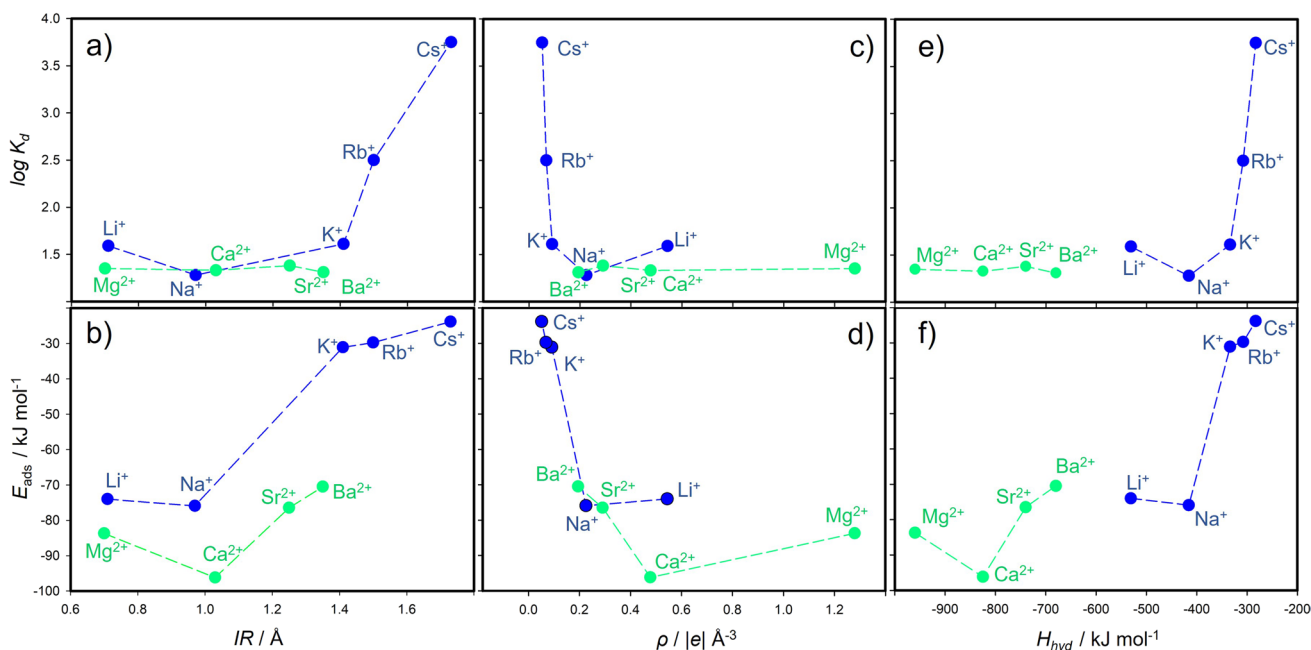 a)
c)
e)
4.0
3.5
3.0
2.5
2.0
1.5
log K_d
Li⁺
Na⁺
K⁺
Rb⁺
Cs⁺
Mg²⁺
Ca²⁺
Sr²⁺
Ba²⁺
Cs⁺
Rb⁺
K⁺
Na⁺
Li⁺
Ba²⁺
Sr²⁺
Ca²⁺
Mg²⁺
Mg²⁺
Ca²⁺
Sr²⁺
Ba²⁺
Li⁺
Na⁺
K⁺
Rb⁺
Cs⁺
b)
d)
f)
-20
-30
-40
-50
-60
-70
-80
-90
-100
E_ads / kJ mol⁻¹
Li⁺
Na⁺
K⁺
Rb⁺
Cs⁺
Mg²⁺
Ca²⁺
Sr²⁺
Ba²⁺
Cs⁺
Rb⁺
K⁺
Ba²⁺
Sr²⁺
Na⁺
Li⁺
Ca²⁺
Mg²⁺
Mg²⁺
Ca²⁺
Sr²⁺
Ba²⁺
Li⁺
Na⁺
K⁺
Rb⁺
Cs⁺
0.6 0.8 1.0 1.2 1.4 1.6
0.0 0.2 0.4 0.6 0.8 1.0 1.2
-900 -800 -700 -600 -500 -400 -300 -200
IR / Å
ρ / |e| Å⁻³
H_hyd / kJ mol⁻¹